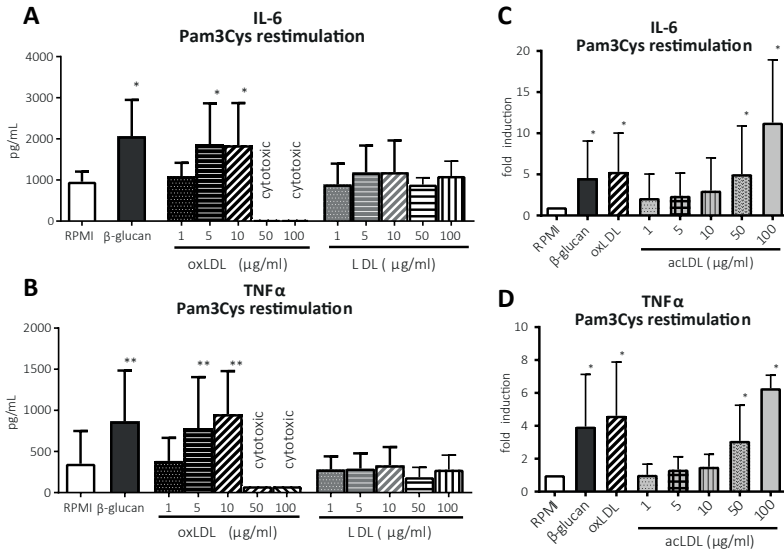 A
IL-6
Pam3Cys restimulation
4000
3000
2000
1000
0
pg/mL
*
*
*
cytotoxic
cytotoxic
RPMI β-glucan
1 5 10 50 100
1 5 10 50 100
oxLDL (μg/ml)
LDL ( μg/ml)
B
TNFα
Pam3Cys restimulation
2000
1500
1000
500
0
pg/mL
**
**
**
cytotoxic
cytotoxic
RPMI β-glucan
1 5 10 50 100
1 5 10 50 100
oxLDL (μg/ml)
LDL ( μg/ml)
C
IL-6
Pam3Cys restimulation
20
15
10
5
0
fold induction
*
*
*
*
RPMI
β-glucan
oxLDL
1
5
10
50
100
acLDL (μg/ml)
D
TNFα
Pam3Cys restimulation
10
8
6
4
2
0
fold induction
*
*
*
*
RPMI
β-glucan
oxLDL
1
5
10
50
100
acLDL (μg/ml)